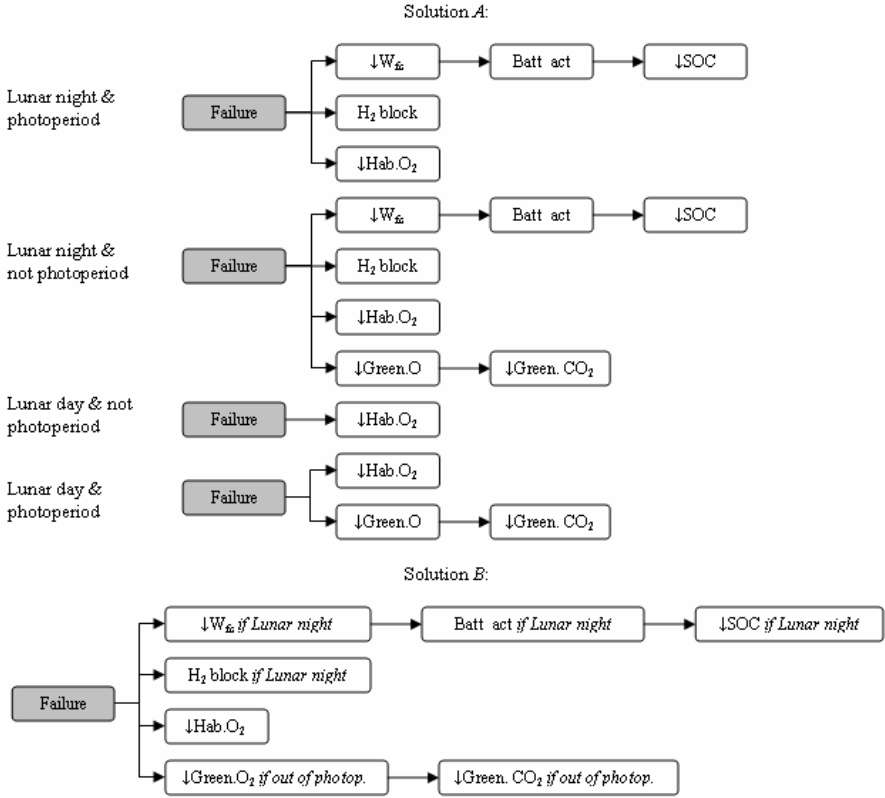 Solution A:
Lunar night &
photoperiod
Failure
↓W_fc
Batt act
↓SOC
H₂ block
↓Hab.O₂
Lunar night &
not photoperiod
Failure
↓W_fc
Batt act
↓SOC
H₂ block
↓Hab.O₂
↓Green.O
↓Green. CO₂
Lunar day & not
photoperiod
Failure
↓Hab.O₂
Lunar day &
photoperiod
Failure
↓Hab.O₂
↓Green.O
↓Green. CO₂
Solution B:
Failure
↓W_fc if Lunar night
Batt act if Lunar night
↓SOC if Lunar night
H₂ block if Lunar night
↓Hab.O₂
↓Green.O₂ if out of photop.
↓Green. CO₂ if out of photop.